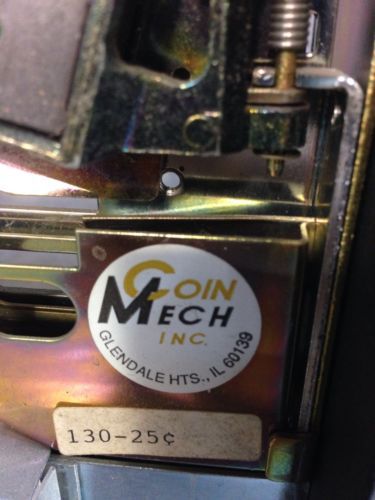 COIN
MECH
INC.
GLENDALE HTS., IL 60139
130-25¢